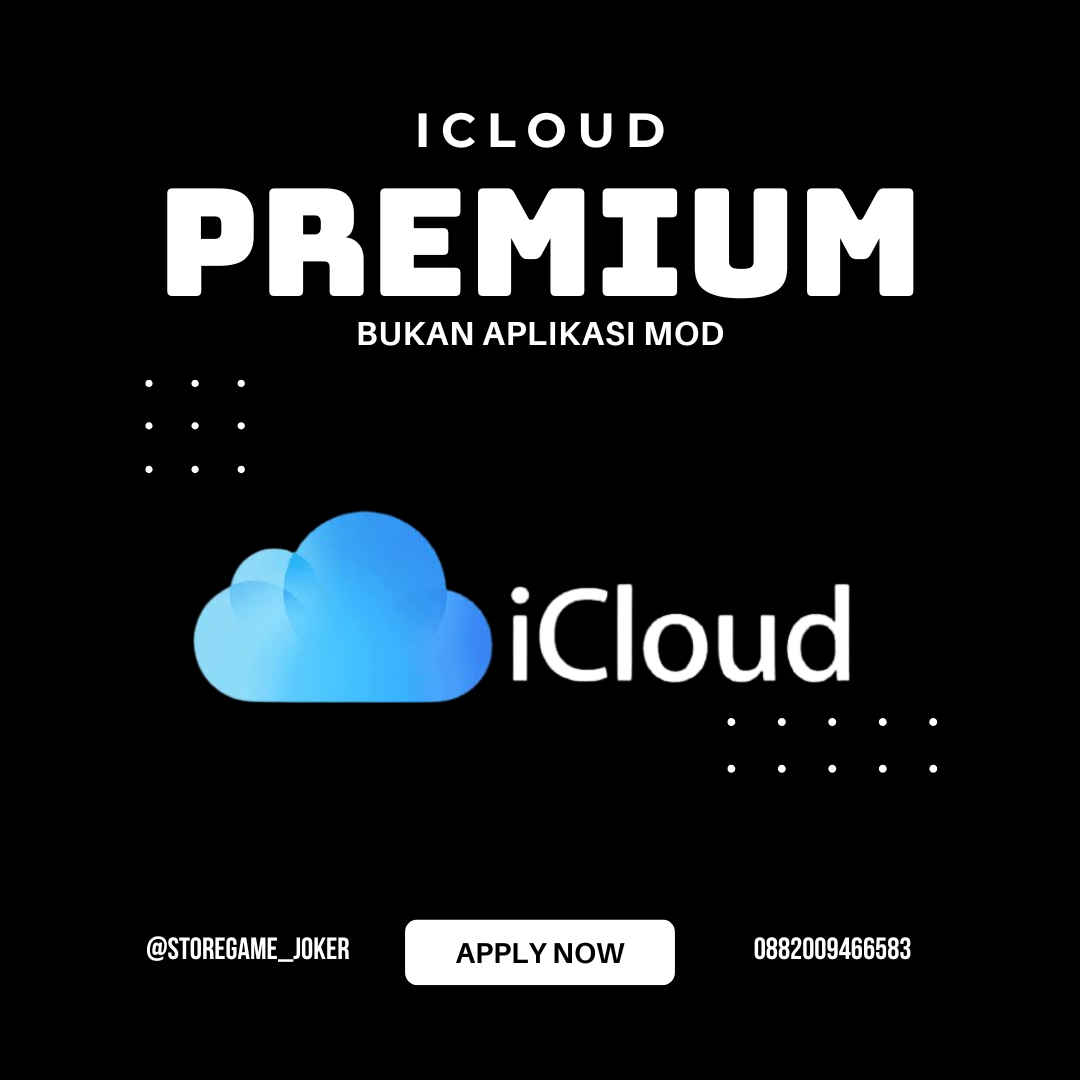 ICLOUD
PREMIUM
BUKAN APLIKASI MOD
iCloud
@STOREGAME_JOKER
APPLY NOW
0882009466583